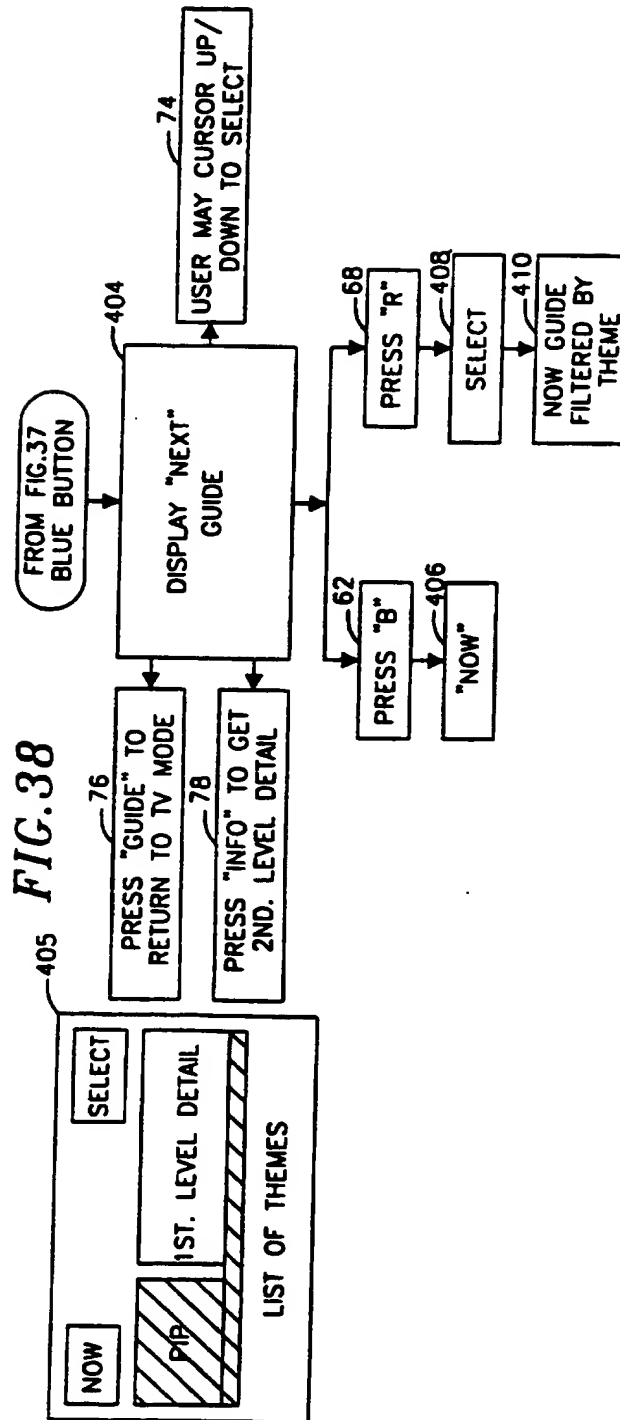 FIG.38
405
NOW
SELECT
PIP
1ST. LEVEL DETAIL
LIST OF THEMES
FROM FIG.37
BLUE BUTTON
404
DISPLAY "NEXT"
GUIDE
76
PRESS "GUIDE" TO
RETURN TO TV MODE
78
PRESS "INFO" TO GET
2ND. LEVEL DETAIL
74
USER MAY CURSOR UP/
DOWN TO SELECT
62
PRESS "B"
406
"NOW"
68
PRESS "R"
408
SELECT
410
NOW GUIDE
FILTERED BY
THEME